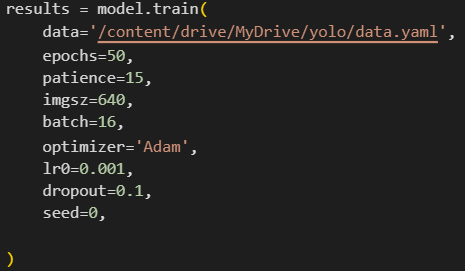 results = model.train(
    data='/content/drive/MyDrive/yolo/data.yaml',
    epochs=50,
    patience=15,
    imgsz=640,
    batch=16,
    optimizer='Adam',
    lr0=0.001,
    dropout=0.1,
    seed=0,
)